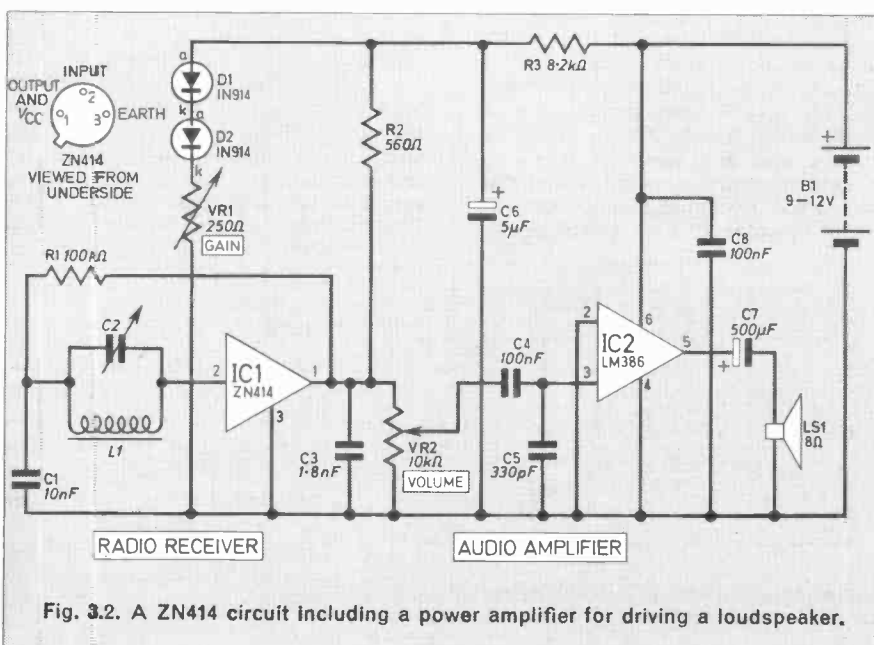 INPUT
OUTPUT
AND
VCC
2
1
3
EARTH
ZN414
VIEWED FROM
UNDERSIDE
a
D1
IN914
k
a
D2
IN914
k
VR1
250Ω
GAIN
R1 100kΩ
C2
L1
C1
10nF
2
IC1
ZN414
1
3
R2
560Ω
C3
1·8nF
VR2
10kΩ
VOLUME
+
C6
5µF
R3 8·2kΩ
C4
100nF
C5
330pF
2
3
IC2
LM386
6
5
4
C8
100nF
C7
500µF
+
LS1
8Ω
+
B1
9–12V
RADIO RECEIVER
AUDIO AMPLIFIER
Fig. 3.2. A ZN414 circuit including a power amplifier for driving a loudspeaker.